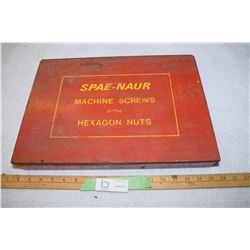 SPAE-NAUR
MACHINE SCREWS
WITH
HEXAGON NUTS